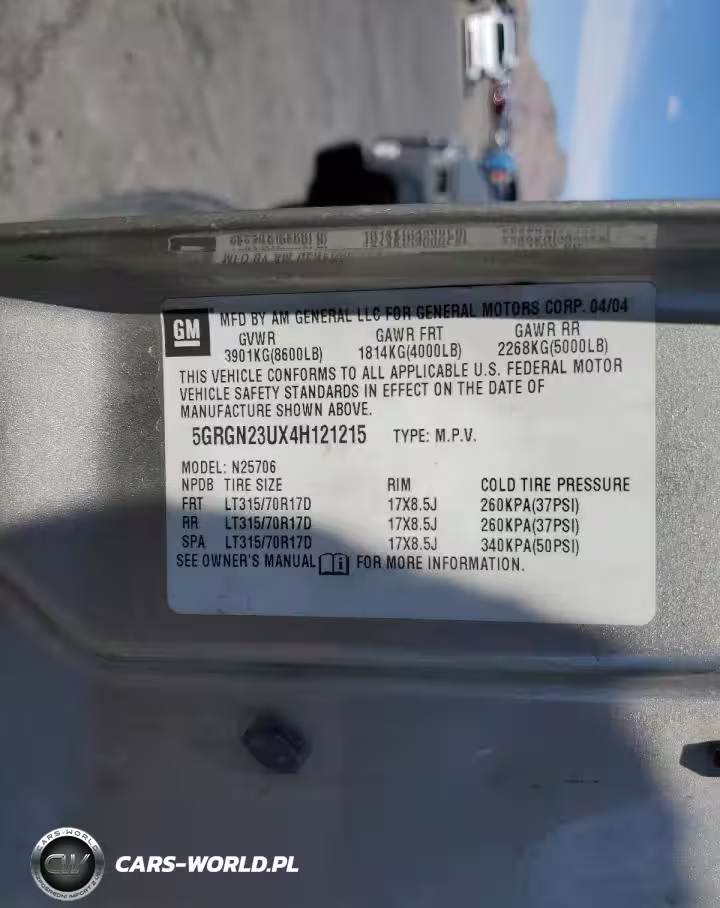 GM
MFD BY AM GENERAL LLC FOR GENERAL MOTORS CORP. 04/04
GVWR GAWR FRT GAWR RR
3901KG(8600LB) 1814KG(4000LB) 2268KG(5000LB)
THIS VEHICLE CONFORMS TO ALL APPLICABLE U.S. FEDERAL MOTOR
VEHICLE SAFETY STANDARDS IN EFFECT ON THE DATE OF
MANUFACTURE SHOWN ABOVE.
5GRGN23UX4H121215 TYPE: M.P.V.
MODEL: N25706
NPDB TIRE SIZE RIM COLD TIRE PRESSURE
FRT LT315/70R17D 17X8.5J 260KPA(37PSI)
RR LT315/70R17D 17X8.5J 260KPA(37PSI)
SPA LT315/70R17D 17X8.5J 340KPA(50PSI)
SEE OWNER'S MANUAL FOR MORE INFORMATION.
CARS-WORLD
CW
CARS-WORLD.PL